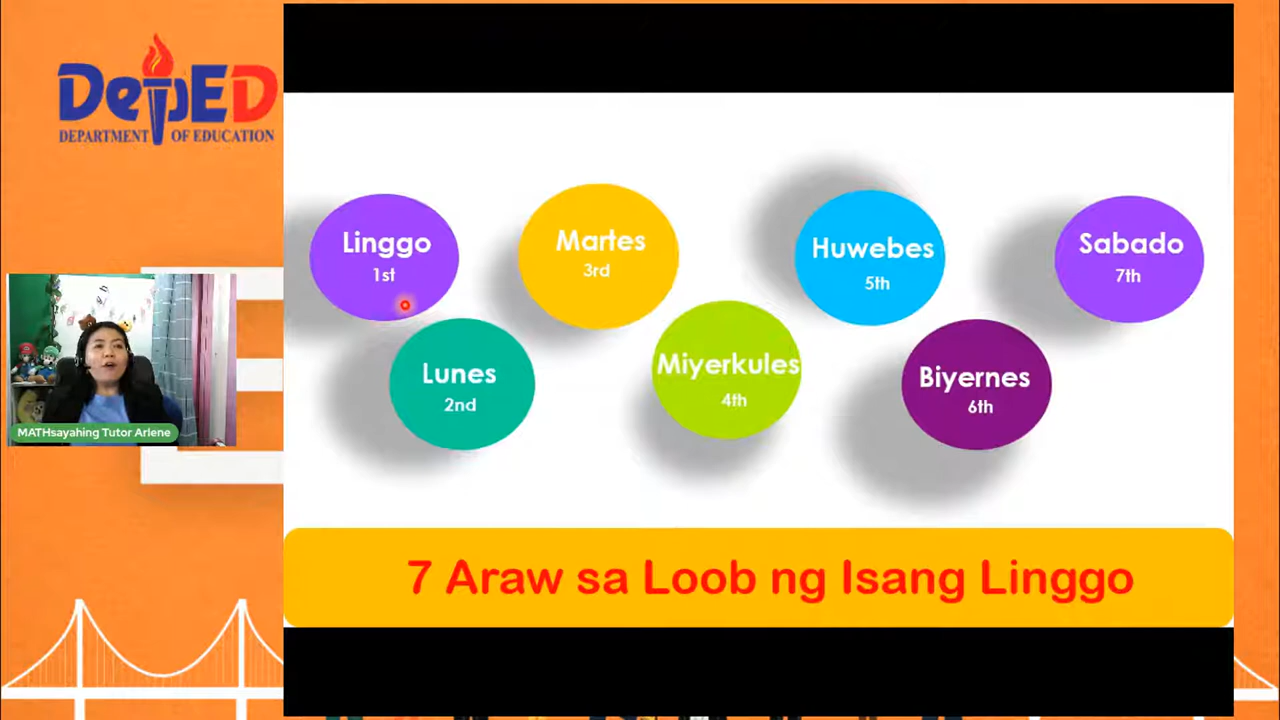 DepED
DEPARTMENT OF EDUCATION
Linggo
1st
Lunes
2nd
Martes
3rd
Miyerkules
4th
Huwebes
5th
Biyernes
6th
Sabado
7th
MATHsayahing Tutor Arlene
7 Araw sa Loob ng Isang Linggo